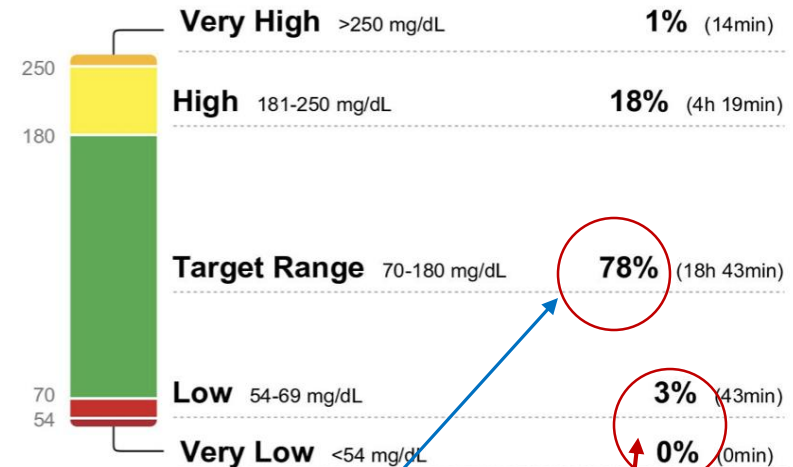 Very High >250 mg/dL 1% (14min)
250
High 181-250 mg/dL 18% (4h 19min)
180
Target Range 70-180 mg/dL 78% (18h 43min)
70
Low 54-69 mg/dL 3% (43min)
54
Very Low <54 mg/dL 0% (0min)